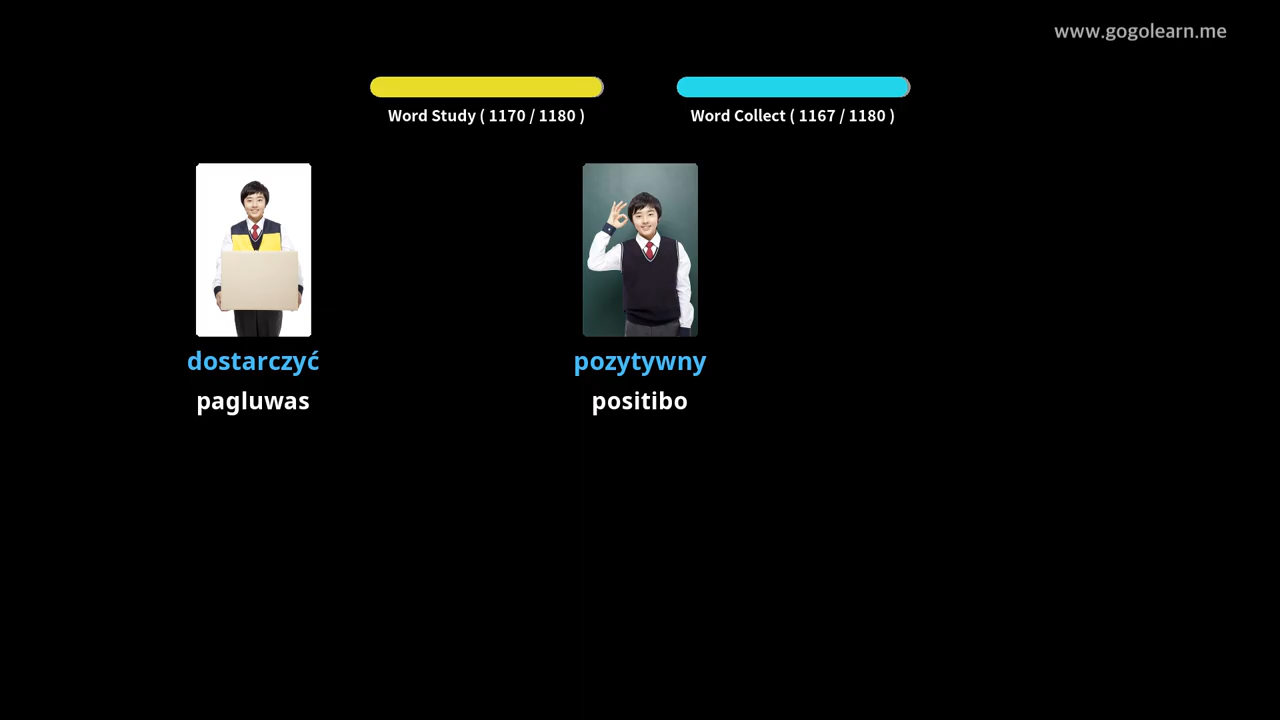 www.gogolearn.me
Word Study ( 1170 / 1180 )
Word Collect ( 1167 / 1180 )
dostarczyć
pagluwas
pozytywny
positibo